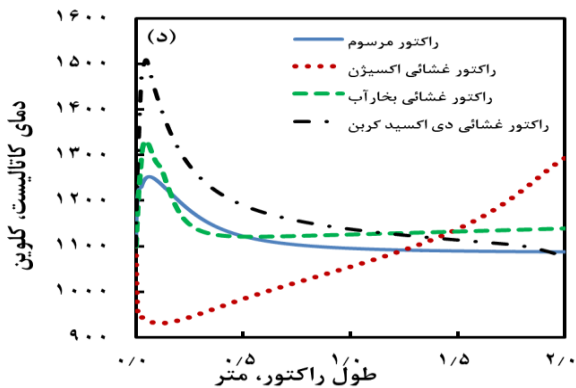 ۱۶۰۰
۱۵۰۰
۱۴۰۰
۱۳۰۰
۱۲۰۰
۱۱۰۰
۱۰۰۰
۹۰۰
دمای کاتالیست، کلوین
(د)
راکتور مرسوم
راکتور غشائی اکسیژن
راکتور غشائی بخارآب
راکتور غشائی دی اکسید کربن
۰/۰ ۰/۵ ۱/۰ ۱/۵ ۲/۰
طول راکتور، متر